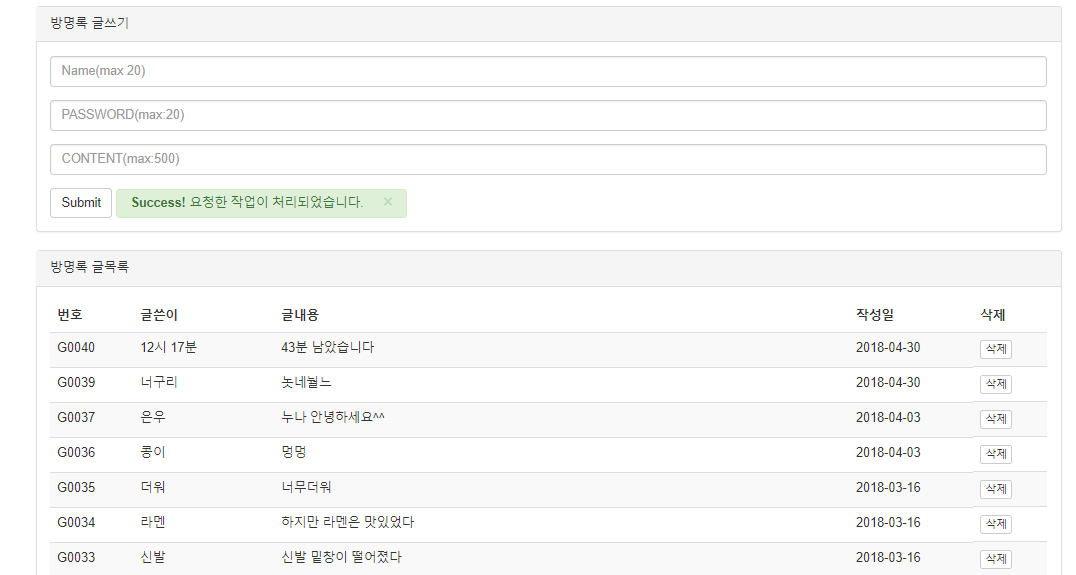 방명록 글쓰기
Name(max 20)
PASSWORD(max:20)
CONTENT(max:500)
Submit Success! 요청한 작업이 처리되었습니다. ×
방명록 글목록
번호 글쓴이 글내용 작성일 삭제
G0040 12시 17분 43분 남았습니다 2018-04-30 삭제
G0039 너구리 놋네뭘느 2018-04-30 삭제
G0037 은우 누나 안녕하세요^^ 2018-04-03 삭제
G0036 콩이 멍멍 2018-04-03 삭제
G0035 더워 너무더워 2018-03-16 삭제
G0034 라멘 하지만 라멘은 맛있었다 2018-03-16 삭제
G0033 신발 신발 밑창이 떨어졌다 2018-03-16 삭제